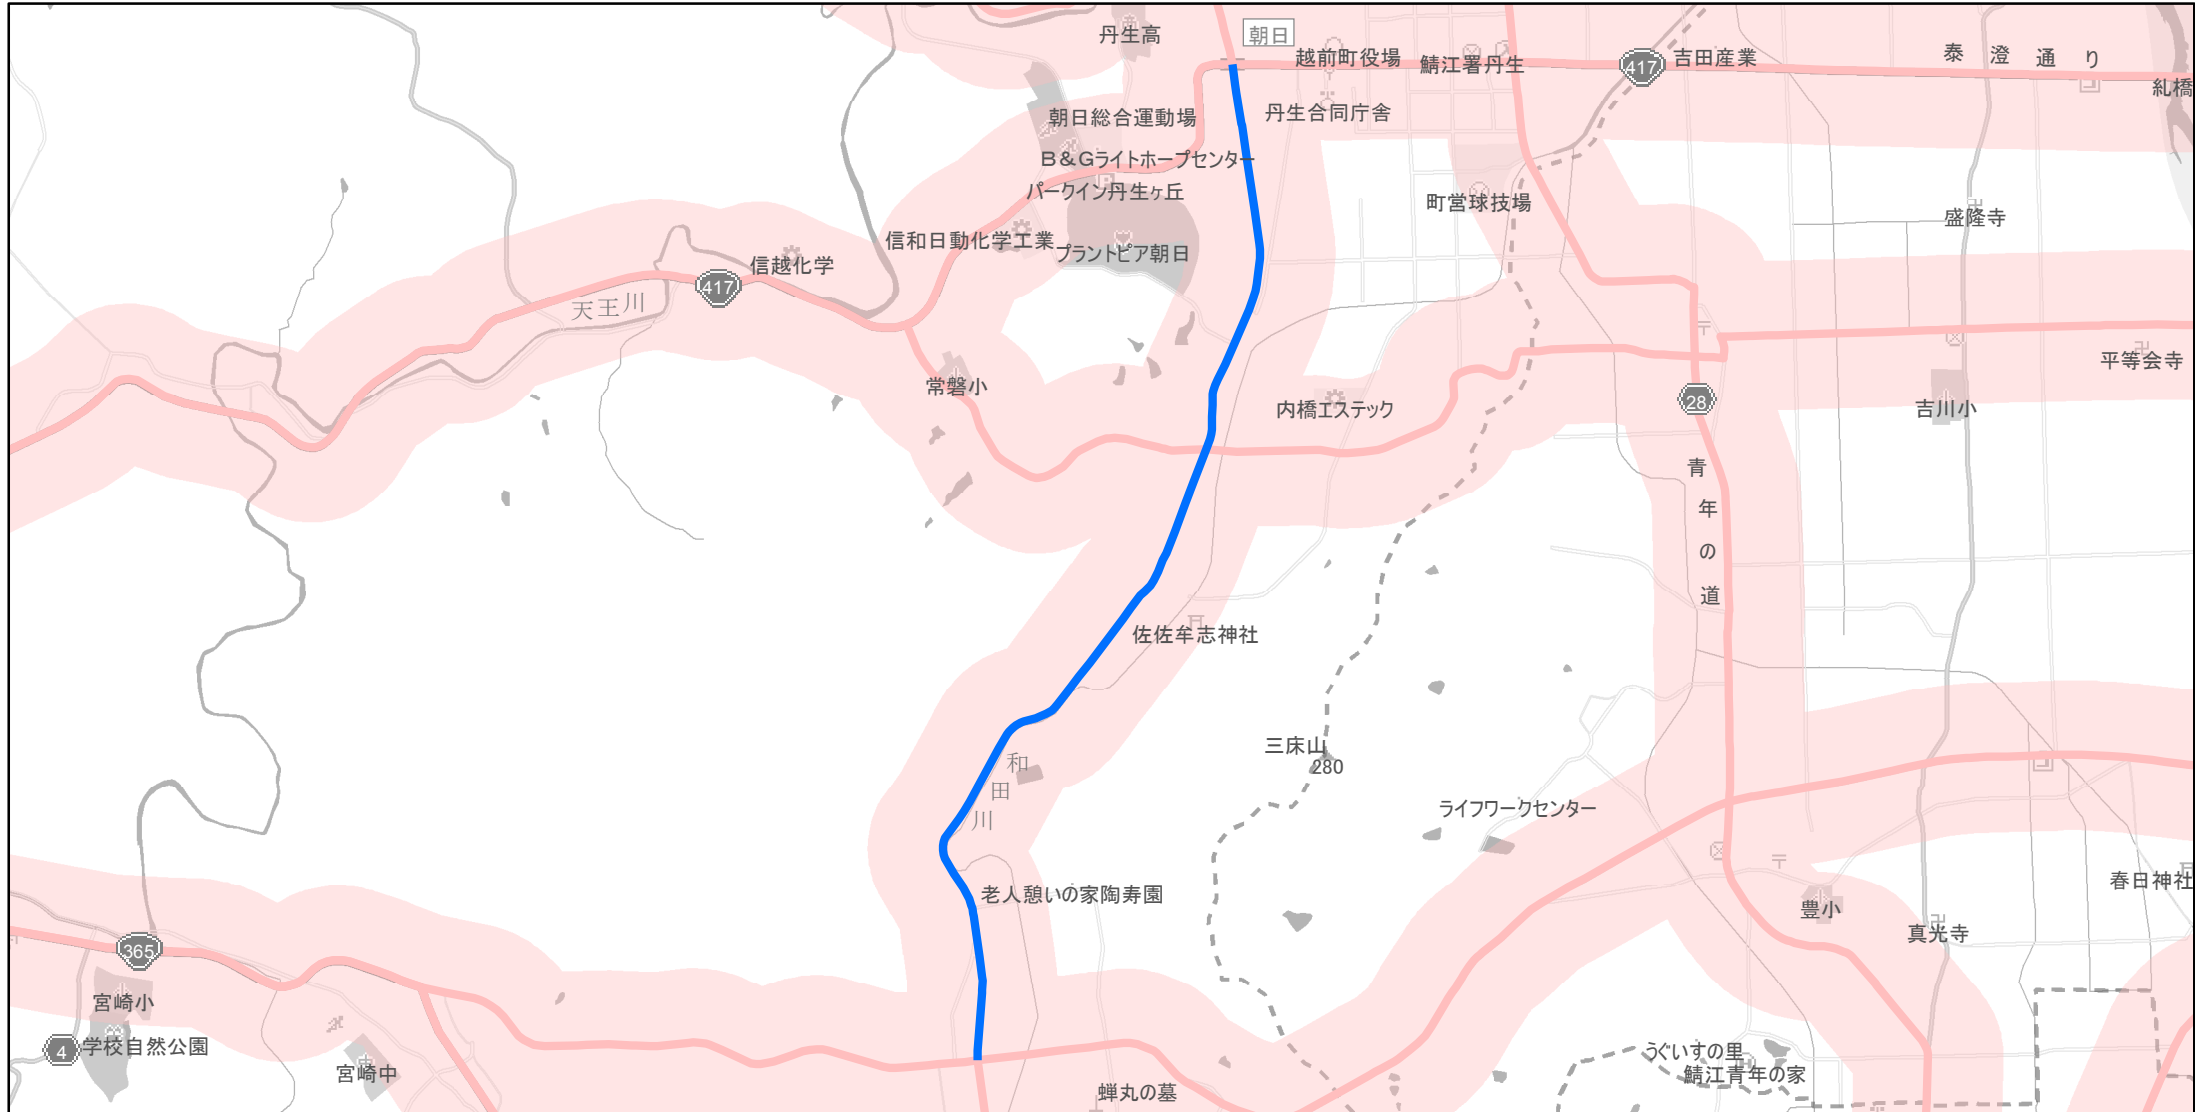 丹生高
朝日
越前町役場
鯖江署丹生
417
吉田産業
泰澄通り
糺橋
朝日総合運動場
丹生合同庁舎
B&Gライトホープセンター
パークイン丹生ヶ丘
町営球技場
盛隆寺
信和日動化学工業
プラントピア朝日
信越化学
417
天王川
平等会寺
常磐小
内橋エステック
28
吉川小
青年の道
佐佐牟志神社
三床山
280
和田川
ライフワークセンター
老人憩いの家陶寿園
春日神社
豊小
真光寺
365
宮崎小
4
学校自然公園
宮崎中
うぐいすの里
鯖江青年の家
蝉丸の墓